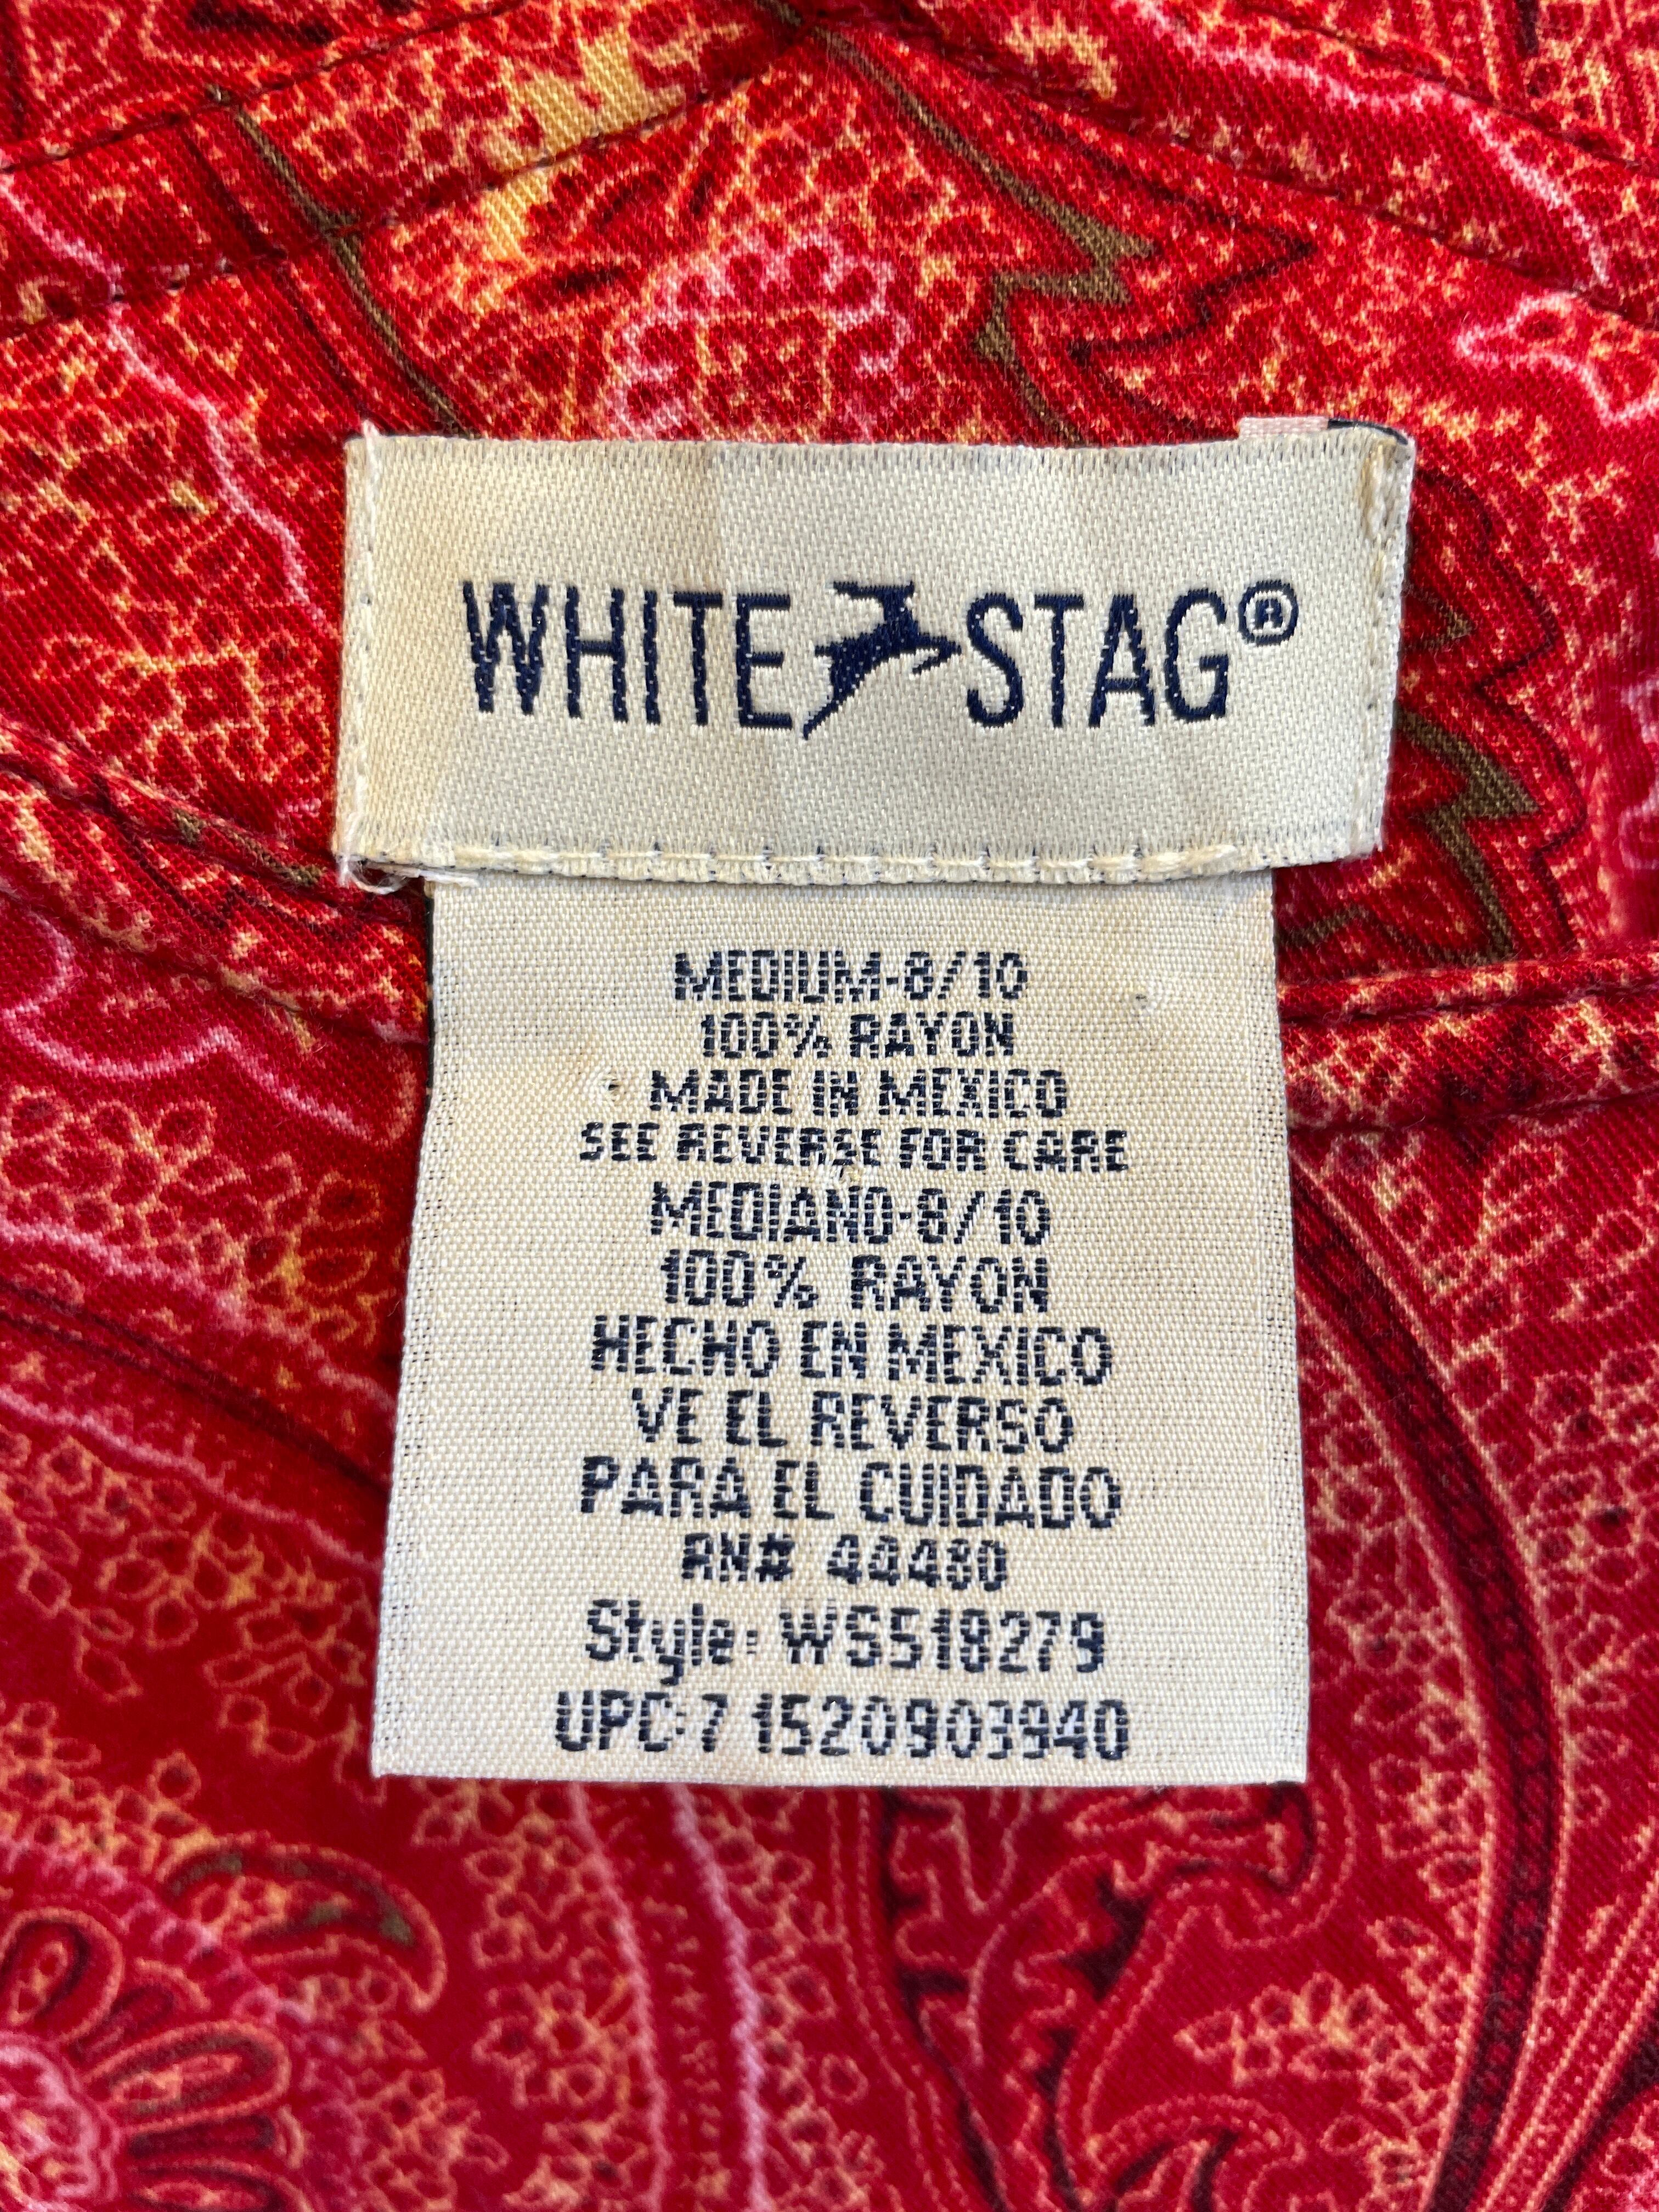 WHITE STAG®
MEDIUM-8/10
100% RAYON
MADE IN MEXICO
SEE REVERSE FOR CARE
MEDIANO-8/10
100% RAYON
HECHO EN MEXICO
VE EL REVERSO
PARA EL CUIDADO
RN# 44480
Style: WS518279
UPC-7 1520903940